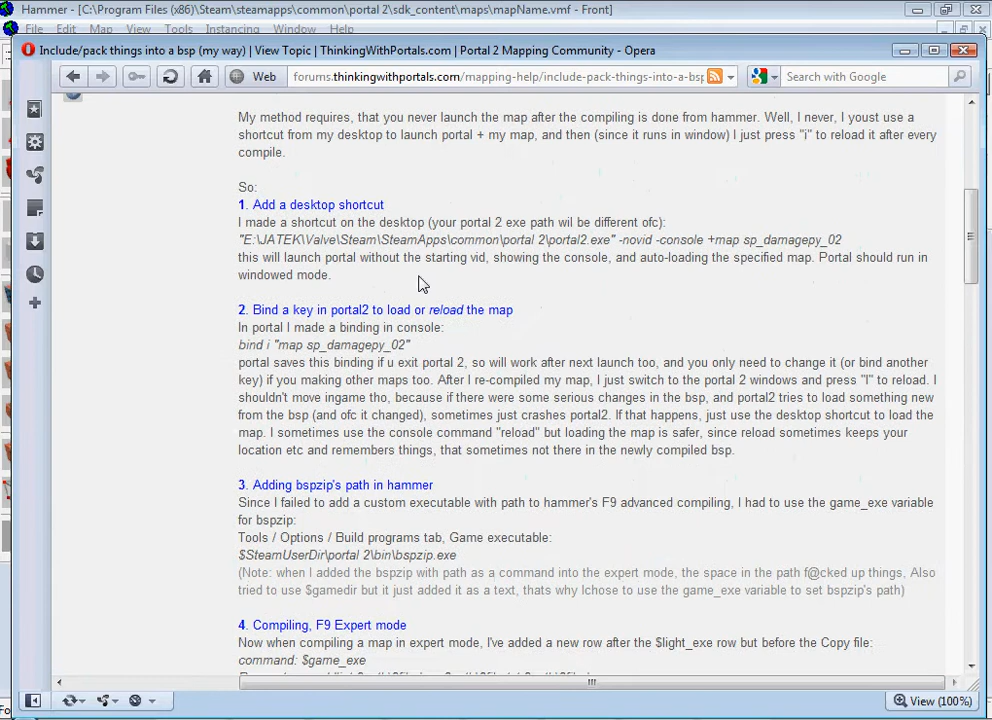 Hammer - [C:\Program Files (x86)\Steam\steamapps\common\portal 2\sdk_content\maps\mapName.vmf - Front]
File Edit Map View Tools Instancing Window Help
Include/pack things into a bsp (my way) | View Topic | ThinkingWithPortals.com | Portal 2 Mapping Community - Opera
Web forums.thinkingwithportals.com/mapping-help/include-pack-things-into-a-bsp Search with Google
My method requires, that you never launch the map after the compiling is done from hammer. Well, I never, I youst use a
shortcut from my desktop to launch portal + my map, and then (since it runs in window) I just press "i" to reload it after every
compile.
So:
1. Add a desktop shortcut
I made a shortcut on the desktop (your portal 2 exe path wil be different ofc):
"E:\JATEK\Valve\Steam\SteamApps\common\portal 2\portal2.exe" -novid -console +map sp_damagepy_02
this will launch portal without the starting vid, showing the console, and auto-loading the specified map. Portal should run in
windowed mode.
2. Bind a key in portal2 to load or reload the map
In portal I made a binding in console:
bind i "map sp_damagepy_02"
portal saves this binding if u exit portal 2, so will work after next launch too, and you only need to change it (or bind another
key) if you making other maps too. After I re-compiled my map, I just switch to the portal 2 windows and press "I" to reload. I
shouldn't move ingame tho, because if there were some serious changes in the bsp, and portal2 tries to load something new
from the bsp (and ofc it changed), sometimes just crashes portal2. If that happens, just use the desktop shortcut to load the
map. I sometimes use the console command "reload" but loading the map is safer, since reload sometimes keeps your
location etc and remembers things, that sometimes not there in the newly compiled bsp.
3. Adding bspzip's path in hammer
Since I failed to add a custom executable with path to hammer's F9 advanced compiling, I had to use the game_exe variable
for bspzip:
Tools / Options / Build programs tab, Game executable:
$SteamUserDir\portal 2\bin\bspzip.exe
(Note: when I added the bspzip with path as a command into the expert mode, the space in the path f@cked up things, Also
tried to use $gamedir but it just added it as a text, thats why Ichose to use the game_exe variable to set bspzip's path)
4. Compiling, F9 Expert mode
Now when compiling a map in expert mode, I've added a new row after the $light_exe row but before the Copy file:
command: $game_exe
View (100%)